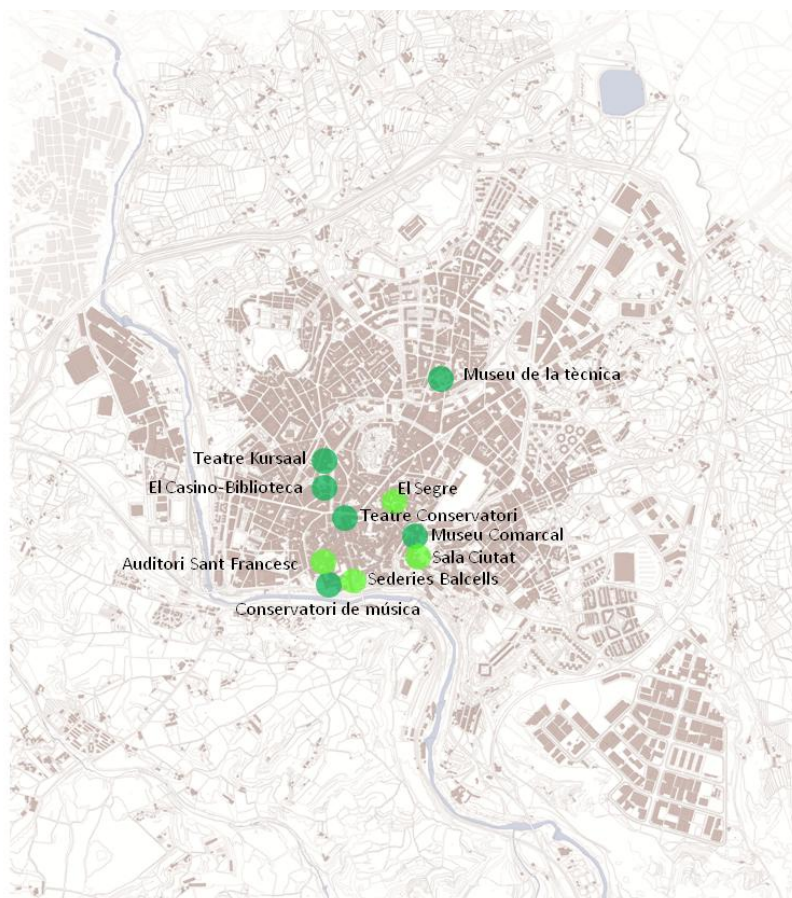 Museu de la tècnica
Teatre Kursaal
El Casino-Biblioteca
El Segre
Teatre Conservatori
Museu Comarcal
Sala Ciutat
Auditori Sant Francesc
Sederies Balcells
Conservatori de música